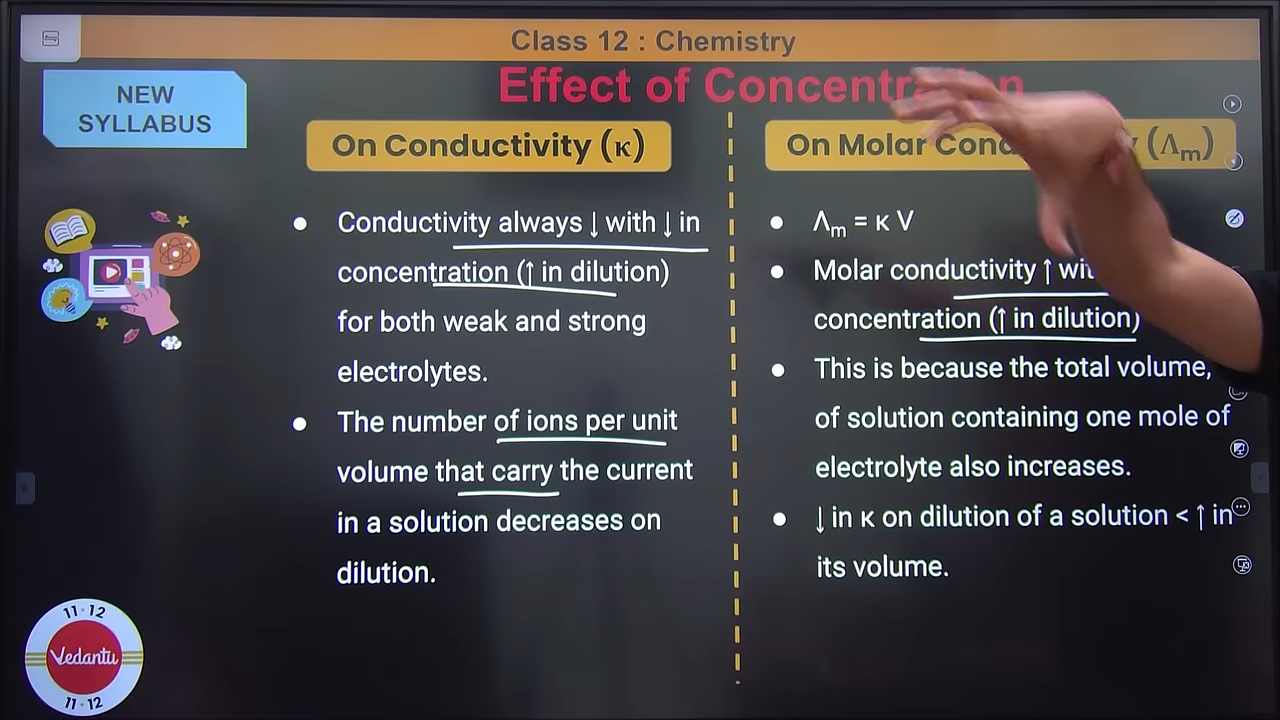 Class 12 : Chemistry
NEW
SYLLABUS
Effect of Concentration
On Conductivity (κ)
Conductivity always ↓ with ↓ in
concentration (↑ in dilution)
for both weak and strong
electrolytes.
The number of ions per unit
volume that carry the current
in a solution decreases on
dilution.
On Molar (Λm)
Λm = κ V
Molar conductivity ↑
concentration (↑ in dilution)
This is because the total volume,
of solution containing one mole of
electrolyte also increases.
↓ in κ on dilution of a solution < ↑ in
its volume.
11-12
Vedantu
11-12